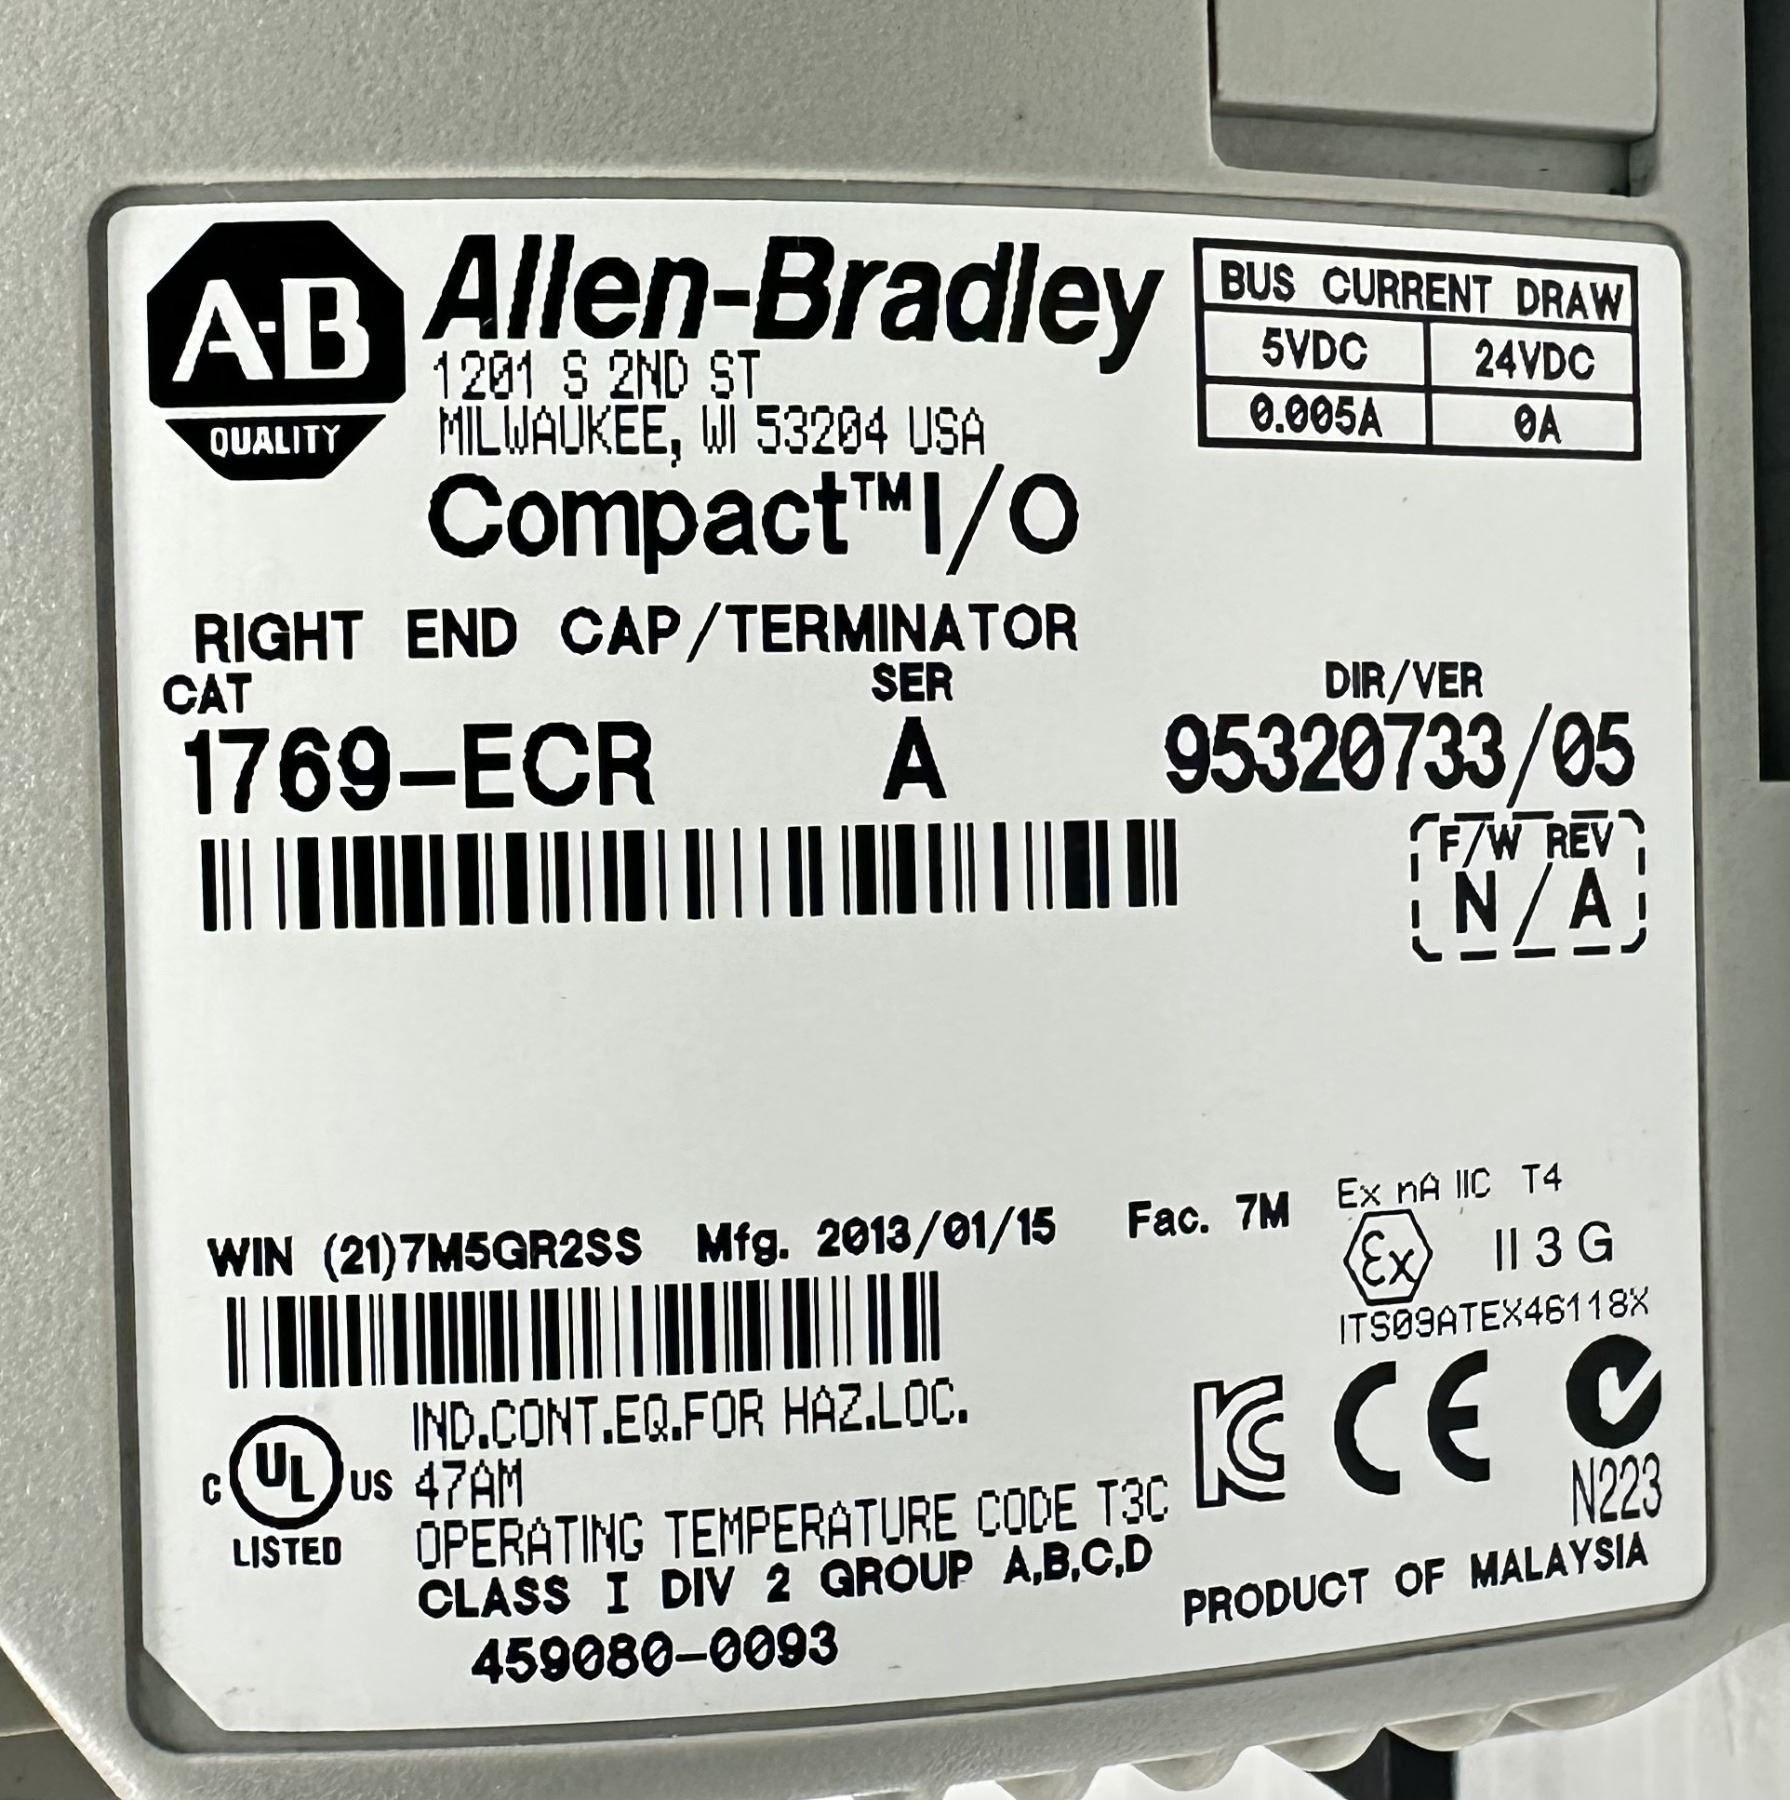 A-B
QUALITY
Allen-Bradley
1201 S 2ND ST
MILWAUKEE, WI 53204 USA
Compact™ I/O
BUS CURRENT DRAW
5VDC 24VDC
0.005A 0A
RIGHT END CAP/TERMINATOR
CAT SER DIR/VER
1769-ECR A 95320733/05
F/W REV
N/A
WIN (21)7M5GR2SS Mfg. 2013/01/15 Fac. 7M
Ex nA IIC T4
Ex II 3 G
ITS09ATEX46118X
C UL US
LISTED
IND.CONT.EQ.FOR HAZ.LOC.
47AM
OPERATING TEMPERATURE CODE T3C
CLASS I DIV 2 GROUP A,B,C,D
459080-0093
KC CE
N223
PRODUCT OF MALAYSIA